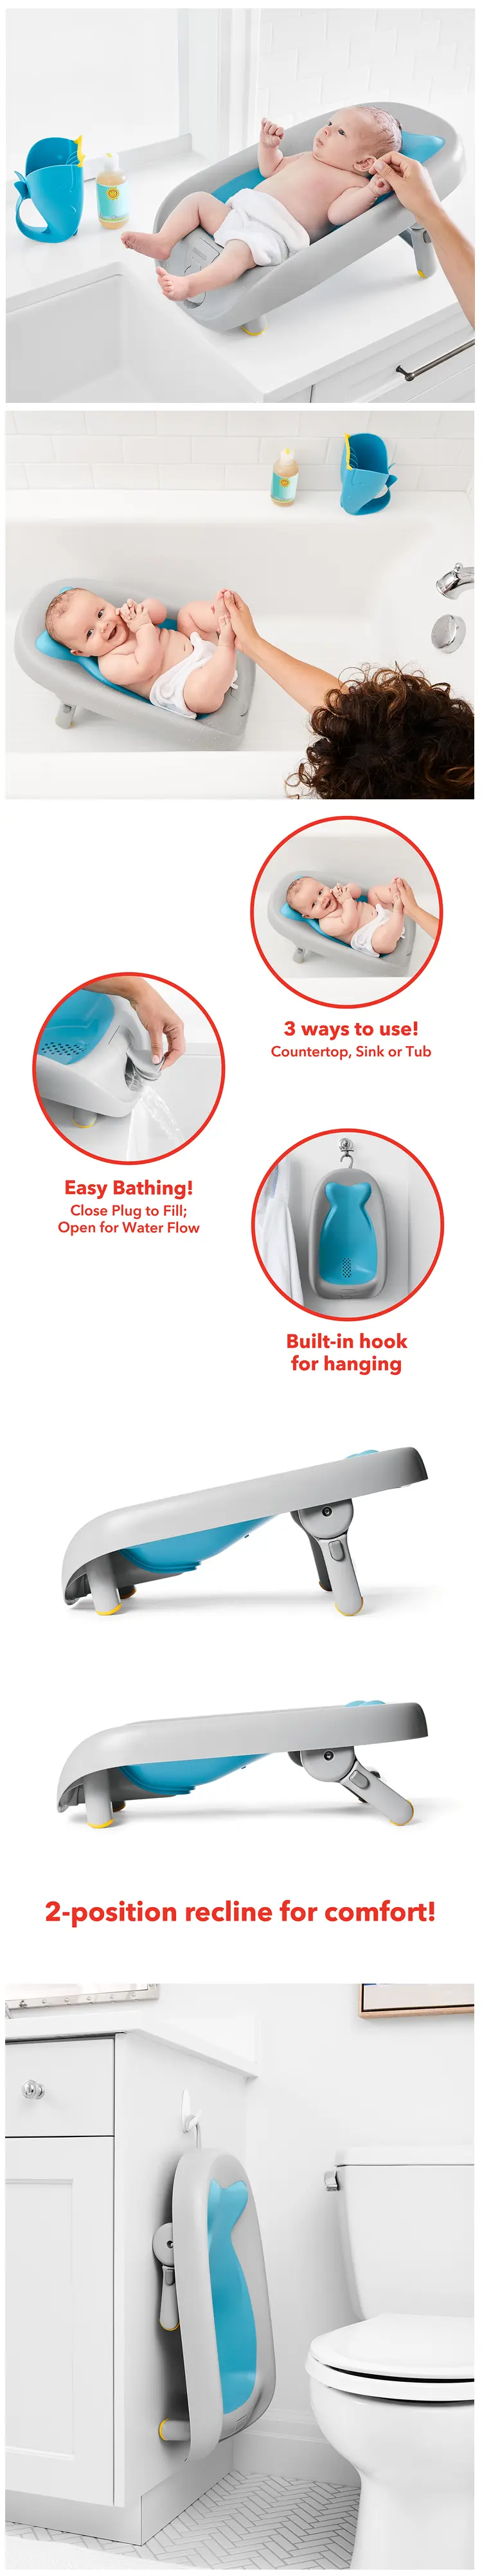 3 ways to use!
Countertop, Sink or Tub
Easy Bathing!
Close Plug to Fill;
Open for Water Flow
Built-in hook
for hanging
2-position recline for comfort!